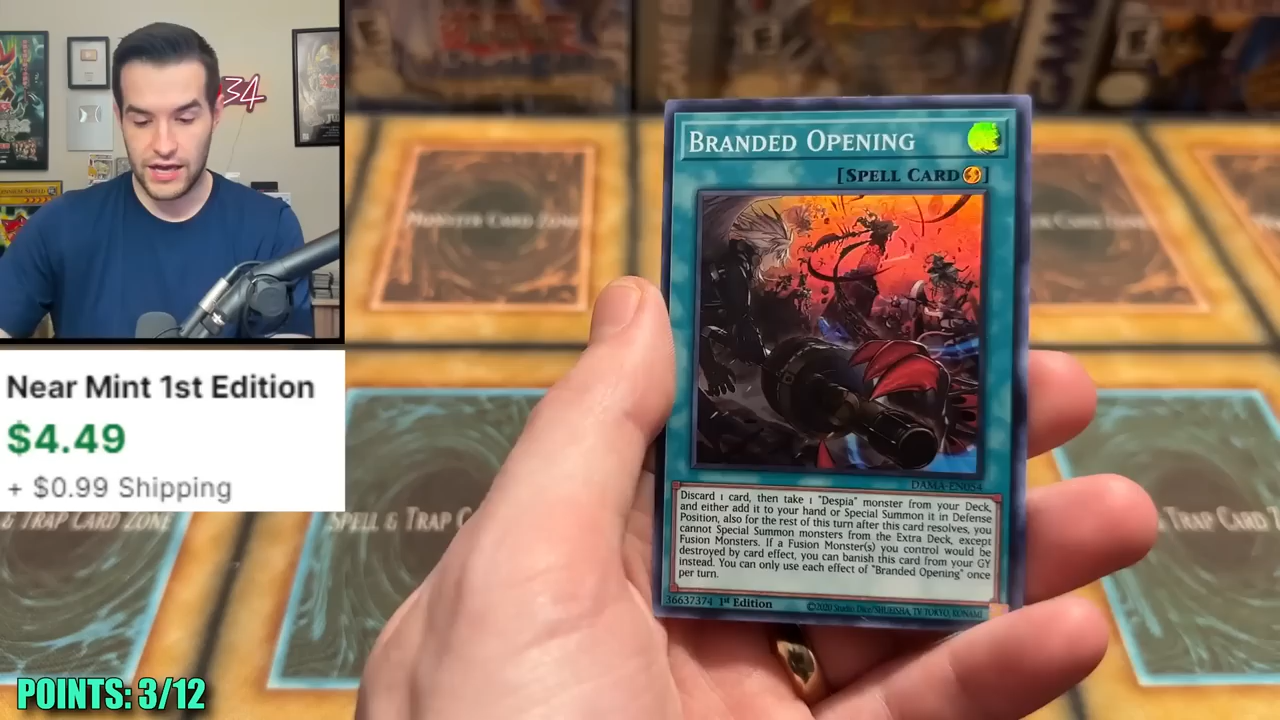 34
BRANDED OPENING
[SPELL CARD]
MONSTER CARD ZONE
DAMA-EN054
Discard 1 card, then take 1 "Despia" monster from your Deck,
and either add it to your hand or Special Summon it in Defense
Position, also for the rest of this turn after this card resolves, you
cannot Special Summon monsters from the Extra Deck, except
Fusion Monsters. If a Fusion Monster(s) you control would be
destroyed by card effect, you can banish this card from your GY
instead. You can only use each effect of "Branded Opening" once
per turn.
36637374 1st Edition ©2020 Studio Dice/SHUEISHA, TV TOKYO, KONAMI
Near Mint 1st Edition
$4.49
+ $0.99 Shipping
& TRAP CARD ZONE
SPELL & TRAP C
TRAP CARD
POINTS: 3/12